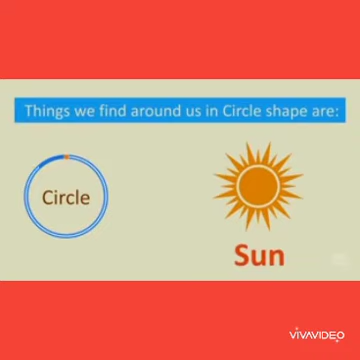 Things we find around us in Circle shape are:
Circle
Sun
VIVAVIDEO